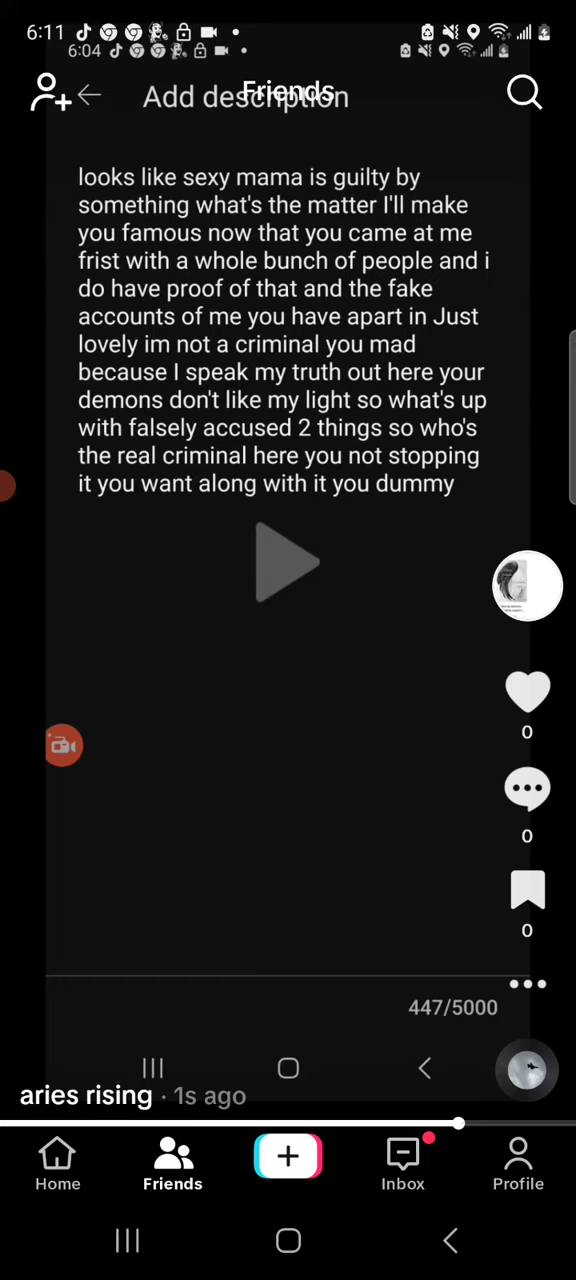 6:11
6:04
Add description
Friends
looks like sexy mama is guilty by
something what's the matter I'll make
you famous now that you came at me
frist with a whole bunch of people and i
do have proof of that and the fake
accounts of me you have apart in Just
lovely im not a criminal you mad
because I speak my truth out here your
demons don't like my light so what's up
with falsely accused 2 things so who's
the real criminal here you not stopping
it you want along with it you dummy
0
0
0
447/5000
aries rising · 1s ago
Home
Friends
Inbox
Profile